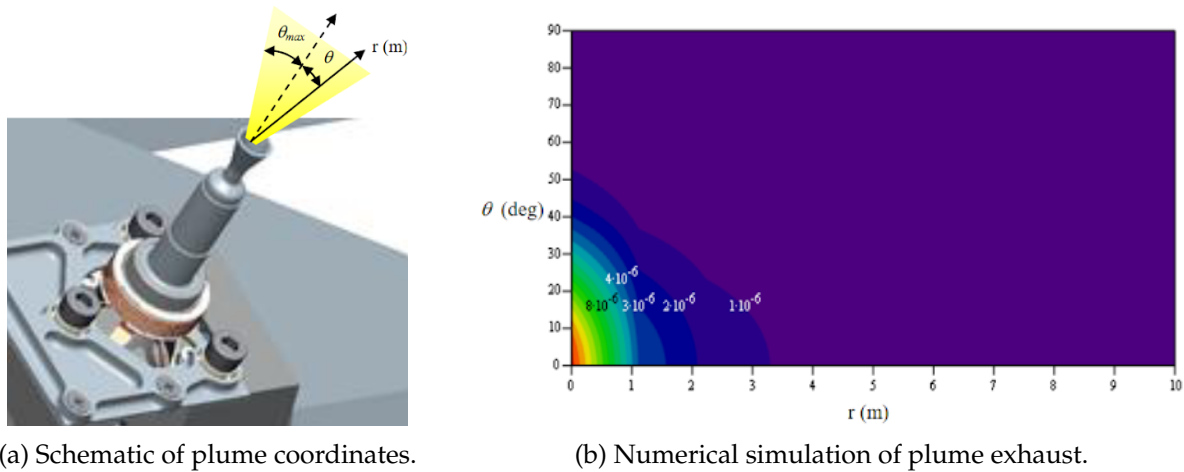 θmax
θ
r (m)
90
80
70
60
50
θ (deg)
40
30
20
10
0
4·10⁻⁶
8·10⁻⁶
3·10⁻⁶
2·10⁻⁶
1·10⁻⁶
0 1 2 3 4 5 6 7 8 9 10
r (m)
(a) Schematic of plume coordinates.
(b) Numerical simulation of plume exhaust.